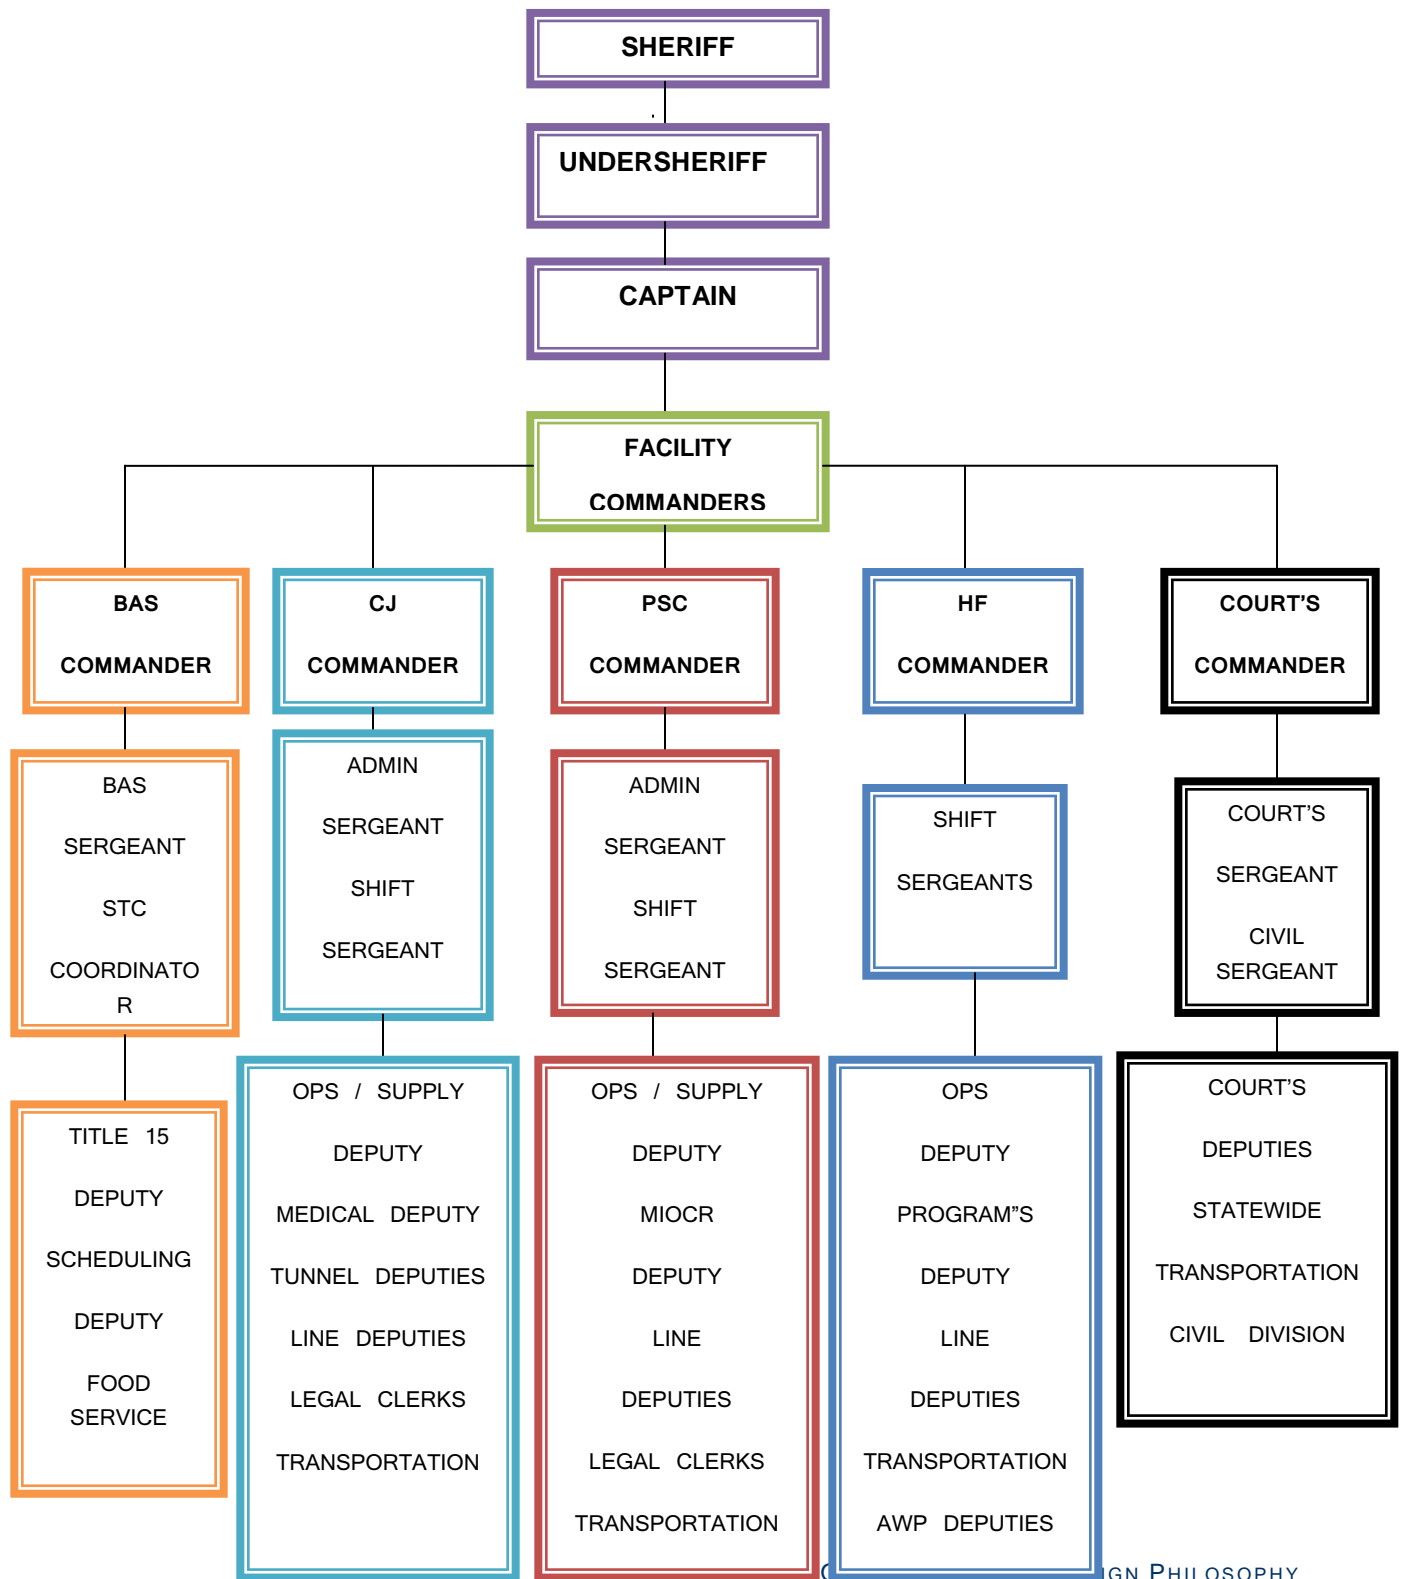 SHERIFF
UNDERSHERIFF
CAPTAIN
FACILITY
COMMANDERS
BAS
COMMANDER
CJ
COMMANDER
PSC
COMMANDER
HF
COMMANDER
COURT'S
COMMANDER
BAS
SERGEANT
STC
COORDINATO
R
ADMIN
SERGEANT
SHIFT
SERGEANT
ADMIN
SERGEANT
SHIFT
SERGEANT
SHIFT
SERGEANTS
COURT'S
SERGEANT
CIVIL
SERGEANT
TITLE 15
DEPUTY
SCHEDULING
DEPUTY
FOOD
SERVICE
OPS / SUPPLY
DEPUTY
MEDICAL DEPUTY
TUNNEL DEPUTIES
LINE DEPUTIES
LEGAL CLERKS
TRANSPORTATION
OPS / SUPPLY
DEPUTY
MIOCR
DEPUTY
LINE
DEPUTIES
LEGAL CLERKS
TRANSPORTATION
OPS
DEPUTY
PROGRAM"S
DEPUTY
LINE
DEPUTIES
TRANSPORTATION
AWP DEPUTIES
COURT'S
DEPUTIES
STATEWIDE
TRANSPORTATION
CIVIL DIVISION
PHILOSOPHY